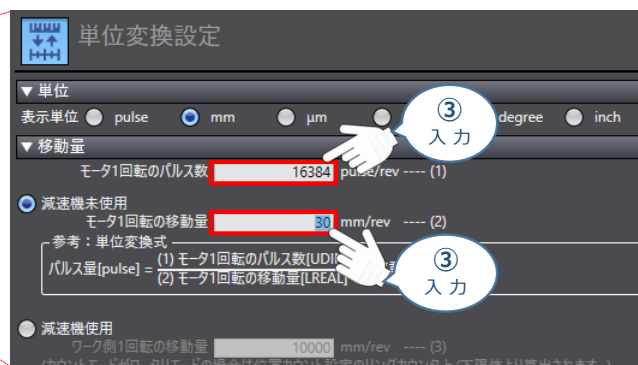 単位変換設定
▼単位
表示単位 pulse mm μm degree inch
③
入力
▼移動量
モータ1回転のパルス数 16384 pulse/rev ---- (1)
減速機未使用
モータ1回転の移動量 30 mm/rev ---- (2)
参考：単位変換式
パルス量[pulse] = (1) モータ1回転のパルス数[UDI
(2) モータ1回転の移動量[LREAL]
③
入力
減速機使用
ワーク側1回転の移動量 10000 mm/rev ---- (3)